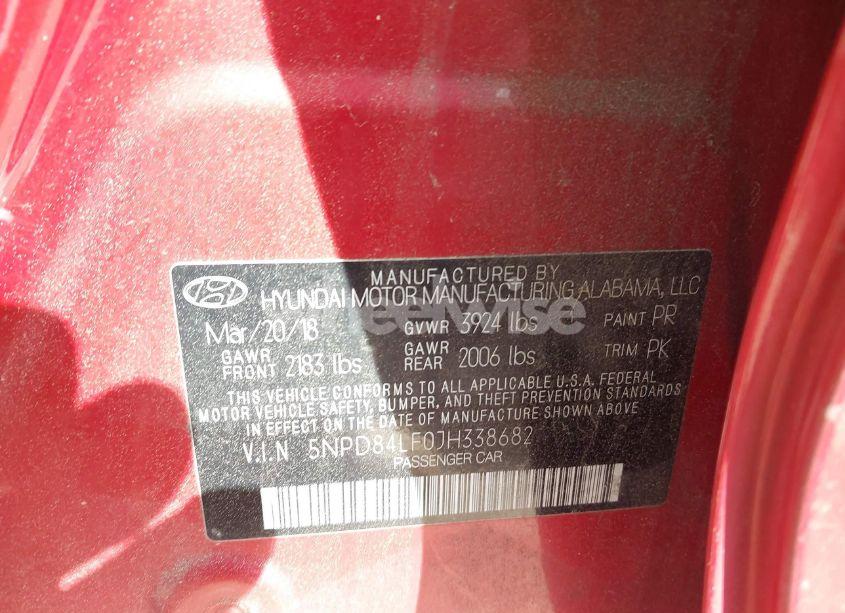 MANUFACTURED BY
HYUNDAI MOTOR MANUFACTURING ALABAMA, LLC
Mar/20/18 GVWR 3924 lbs PAINT PR
GAWR FRONT 2183 lbs GAWR REAR 2006 lbs TRIM PK
THIS VEHICLE CONFORMS TO ALL APPLICABLE U.S.A. FEDERAL
MOTOR VEHICLE SAFETY, BUMPER, AND THEFT PREVENTION STANDARDS
IN EFFECT ON THE DATE OF MANUFACTURE SHOWN ABOVE
V.I.N 5NPD84LF0JH338682
PASSENGER CAR